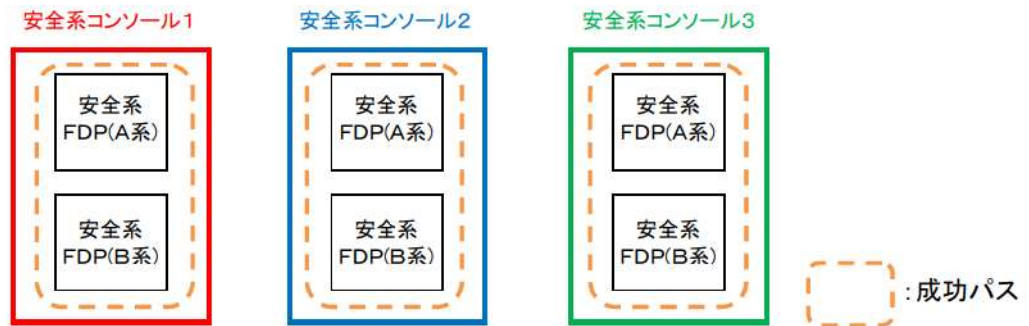 安全系コンソール1
安全系コンソール2
安全系コンソール3
安全系
FDP(A系)
安全系
FDP(A系)
安全系
FDP(A系)
安全系
FDP(B系)
安全系
FDP(B系)
安全系
FDP(B系)
:成功パス